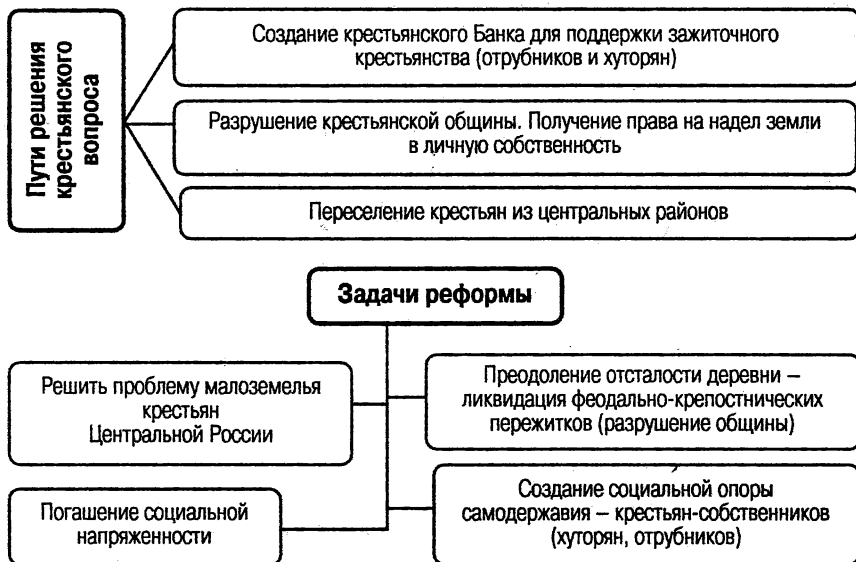 Пути решения
крестьянского
вопроса
Создание крестьянского Банка для поддержки зажиточного
крестьянства (отрубников и хуторян)
Разрушение крестьянской общины. Получение права на надел земли
в личную собственность
Переселение крестьян из центральных районов
Задачи реформы
Решить проблему малоземелья
крестьян
Центральной России
Преодоление отсталости деревни –
ликвидация феодально-крепостнических
пережитков (разрушение общины)
Погашение социальной
напряженности
Создание социальной опоры
самодержавия – крестьян-собственников
(хуторян, отрубников)